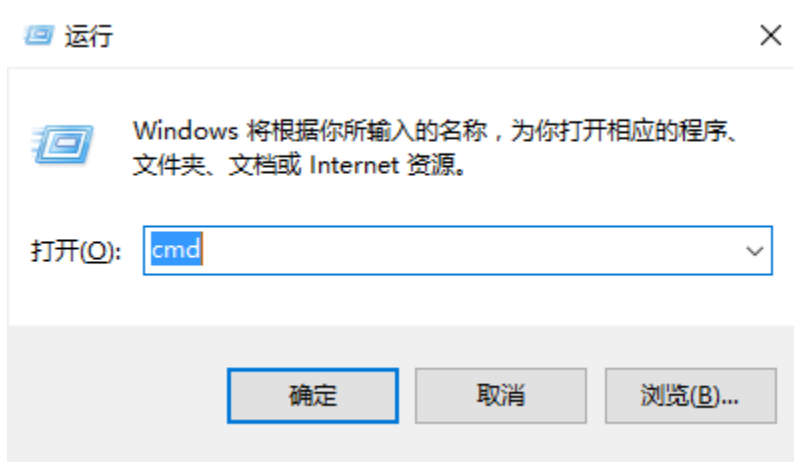 运行
Windows 将根据你所输入的名称，为你打开相应的程序、
文件夹、文档或 Internet 资源。
打开(O): cmd
确定 取消 浏览(B)...